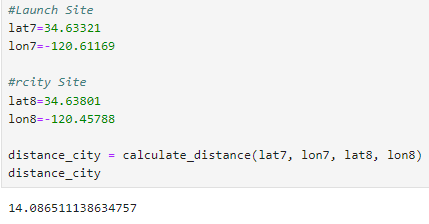 #Launch Site
lat7=34.63321
lon7=-120.61169
#rcity Site
lat8=34.63801
lon8=-120.45788
distance_city = calculate_distance(lat7, lon7, lat8, lon8)
distance_city
14.086511138634757